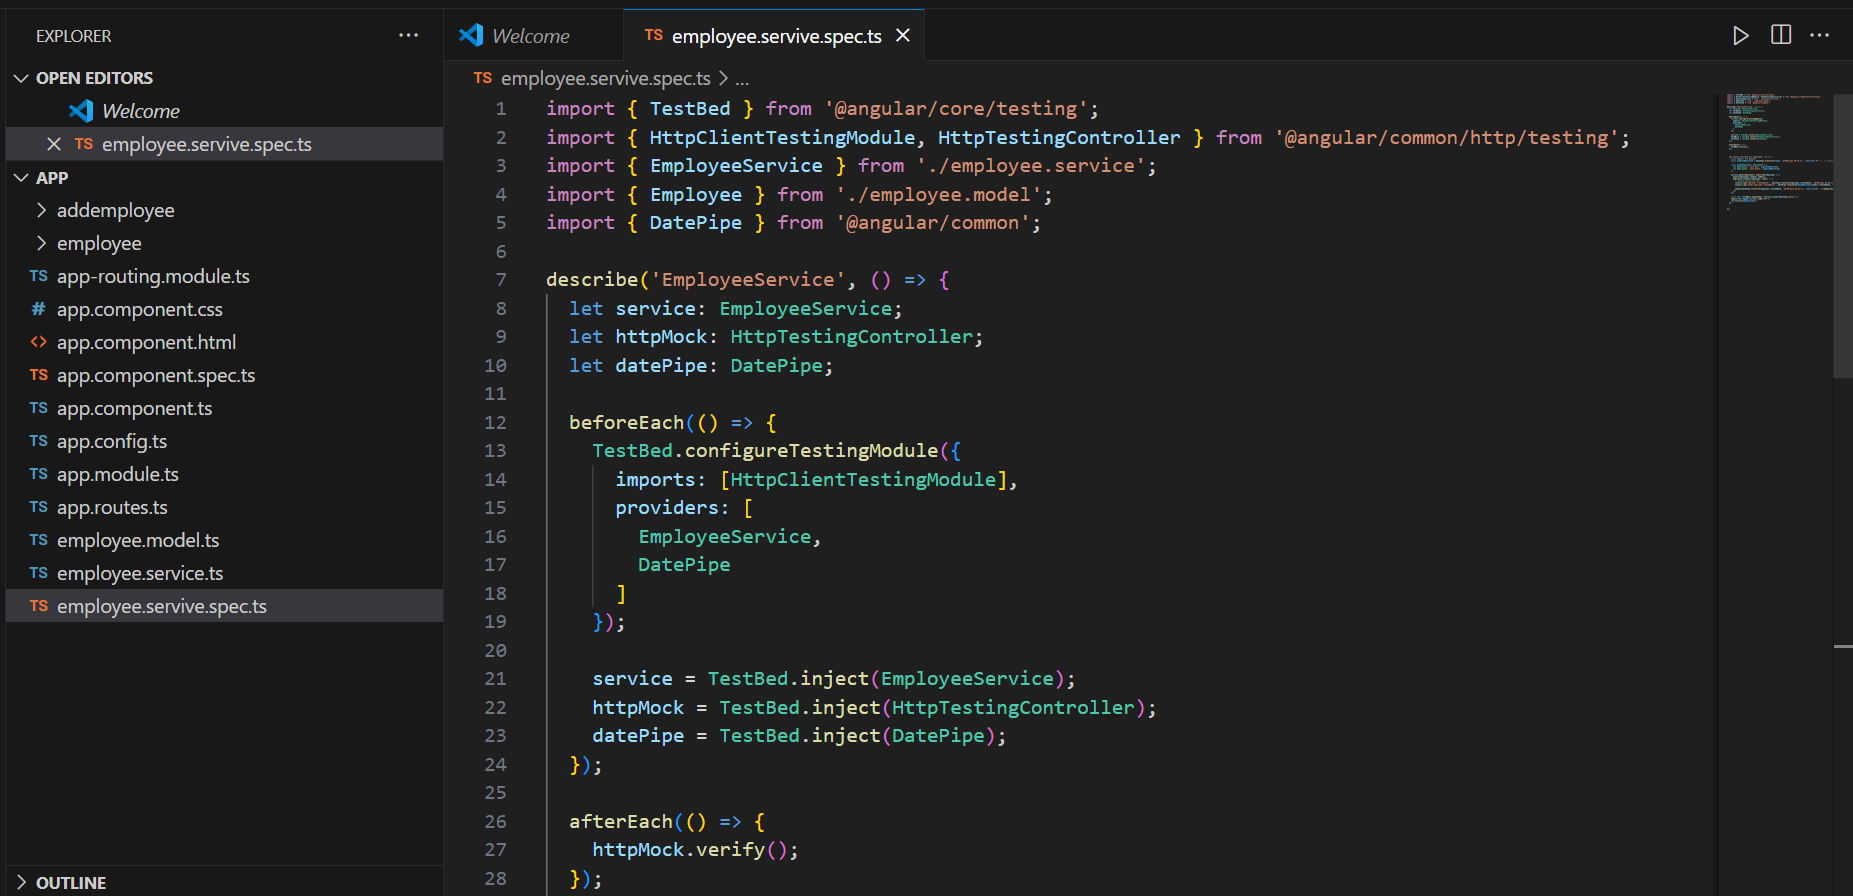 EXPLORER
OPEN EDITORS
Welcome
TS employee.servive.spec.ts
APP
addemployee
employee
TS app-routing.module.ts
# app.component.css
<> app.component.html
TS app.component.spec.ts
TS app.component.ts
TS app.config.ts
TS app.module.ts
TS app.routes.ts
TS employee.model.ts
TS employee.service.ts
TS employee.servive.spec.ts
OUTLINE
Welcome
TS employee.servive.spec.ts
TS employee.servive.spec.ts > ...
1 import { TestBed } from '@angular/core/testing';
2 import { HttpClientTestingModule, HttpTestingController } from '@angular/common/http/testing';
3 import { EmployeeService } from './employee.service';
4 import { Employee } from './employee.model';
5 import { DatePipe } from '@angular/common';
6
7 describe('EmployeeService', () => {
8 let service: EmployeeService;
9 let httpMock: HttpTestingController;
10 let datePipe: DatePipe;
11
12 beforeEach(() => {
13 TestBed.configureTestingModule({
14 imports: [HttpClientTestingModule],
15 providers: [
16 EmployeeService,
17 DatePipe
18 ]
19 });
20
21 service = TestBed.inject(EmployeeService);
22 httpMock = TestBed.inject(HttpTestingController);
23 datePipe = TestBed.inject(DatePipe);
24 });
25
26 afterEach(() => {
27 httpMock.verify();
28 });